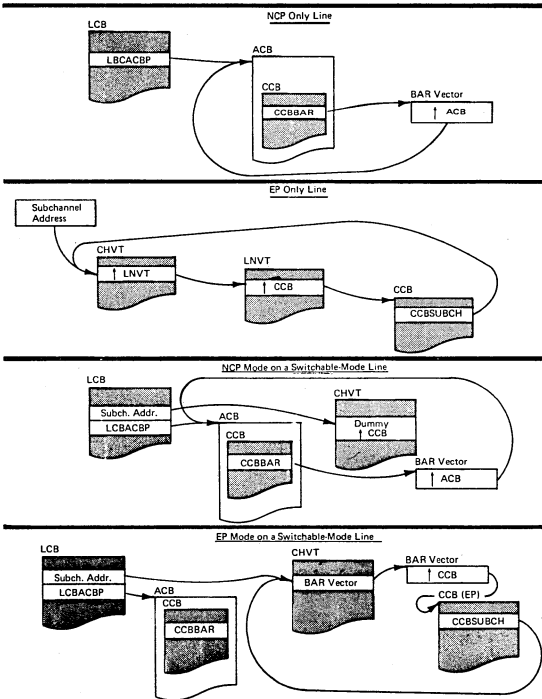 NCP Only Line
LCB
LBCACBP
ACB
CCB
CCBBAR
BAR Vector
↑ ACB
EP Only Line
Subchannel
Address
CHVT
↑ LNVT
LNVT
↑ CCB
CCB
CCBSUBCH
NCP Mode on a Switchable-Mode Line
LCB
Subch. Addr.
LCBACBP
ACB
CCB
CCBBAR
CHVT
Dummy
↑ CCB
BAR Vector
↑ ACB
EP Mode on a Switchable-Mode Line
LCB
Subch. Addr.
LCBACBP
ACB
CCB
CCBBAR
CHVT
BAR Vector
BAR Vector
↑ CCB
CCB (EP)
CCBSUBCH